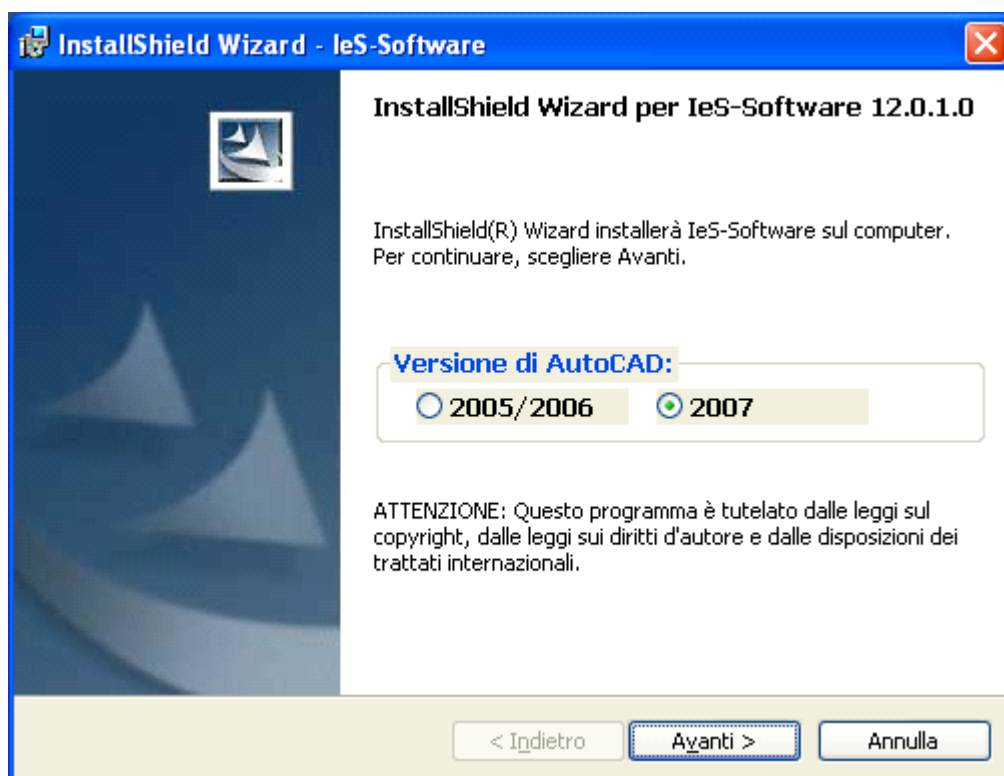 InstallShield Wizard - IeS-Software
InstallShield Wizard per IeS-Software 12.0.1.0
InstallShield(R) Wizard installerà IeS-Software sul computer.
Per continuare, scegliere Avanti.
Versione di AutoCAD:
2005/2006 2007
ATTENZIONE: Questo programma è tutelato dalle leggi sul
copyright, dalle leggi sui diritti d'autore e dalle disposizioni dei
trattati internazionali.
< Indietro Avanti > Annulla